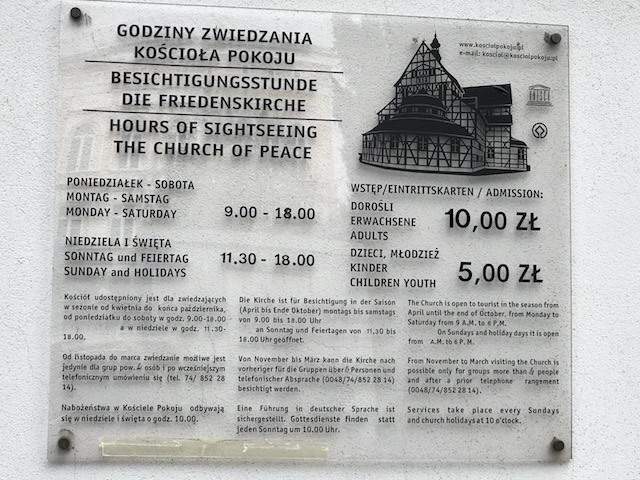 GODZINY ZWIEDZANIA
KOŚCIOŁA POKOJU
BESICHTIGUNGSSTUNDE
DIE FRIEDENSKIRCHE
HOURS OF SIGHTSEEING
THE CHURCH OF PEACE
www.kosciolpokoju.pl
e-mail: kosciol@kosciolpokoju.pl
PONIEDZIAŁEK - SOBOTA
MONTAG - SAMSTAG
MONDAY - SATURDAY
9.00 - 18.00
NIEDZIELA I ŚWIĘTA
SONNTAG und FEIERTAG
SUNDAY and HOLIDAYS
11.30 - 18.00
WSTĘP/EINTRITTSKARTEN / ADMISSION:
DOROŚLI
ERWACHSENE
ADULTS
10,00 ZŁ
DZIECI, MŁODZIEŻ
KINDER
CHILDREN YOUTH
5,00 ZŁ
Kościół udostępniony jest dla zwiedzających
w sezonie od kwietnia do końca października,
od poniedziałku do soboty w godz. 9.00-18.00
a w niedziele w godz. 11.30-
18.00.
Od listopada do marca zwiedzanie możliwe jest
jedynie dla grup pow. osób i po wcześniejszym
telefonicznym umówieniu się (tel. 74/ 852 28
14).
Nabożeństwa w Kościele Pokoju odbywają
się w niedziele i święta o godz. 10.00.
Die Kirche ist für Besichtigung in der Saison
(April bis Ende Oktober) montags bis samstags
von 9.00 bis 18.00 Uhr
an Sonntag und Feiertagen von 11,30 bis
18.00 Uhr geöffnet.
Von November bis März kann die Kirche nach
vorheriger für die Gruppen über Personen und
telefonischer Absprache (0048/74/852 28 14)
besichtigt werden.
Eine Führung in deutscher Sprache ist
sichergestellt. Gottesdienste finden statt
jeden Sonntag um 10.00 Uhr.
The Church is open to tourist in the season from
April until the end of October, from Monday to
Saturday from 9 A.M. to 6 P.M.
On Sundays and holiday days it is open
from A.M. to 6 P.M.
From November to March visiting the Church is
possible only for groups more than people
and after a prior telephone rangement
(0048/74/852 28 14).
Services take place every Sundays
and church holidays at 10 o'clock.